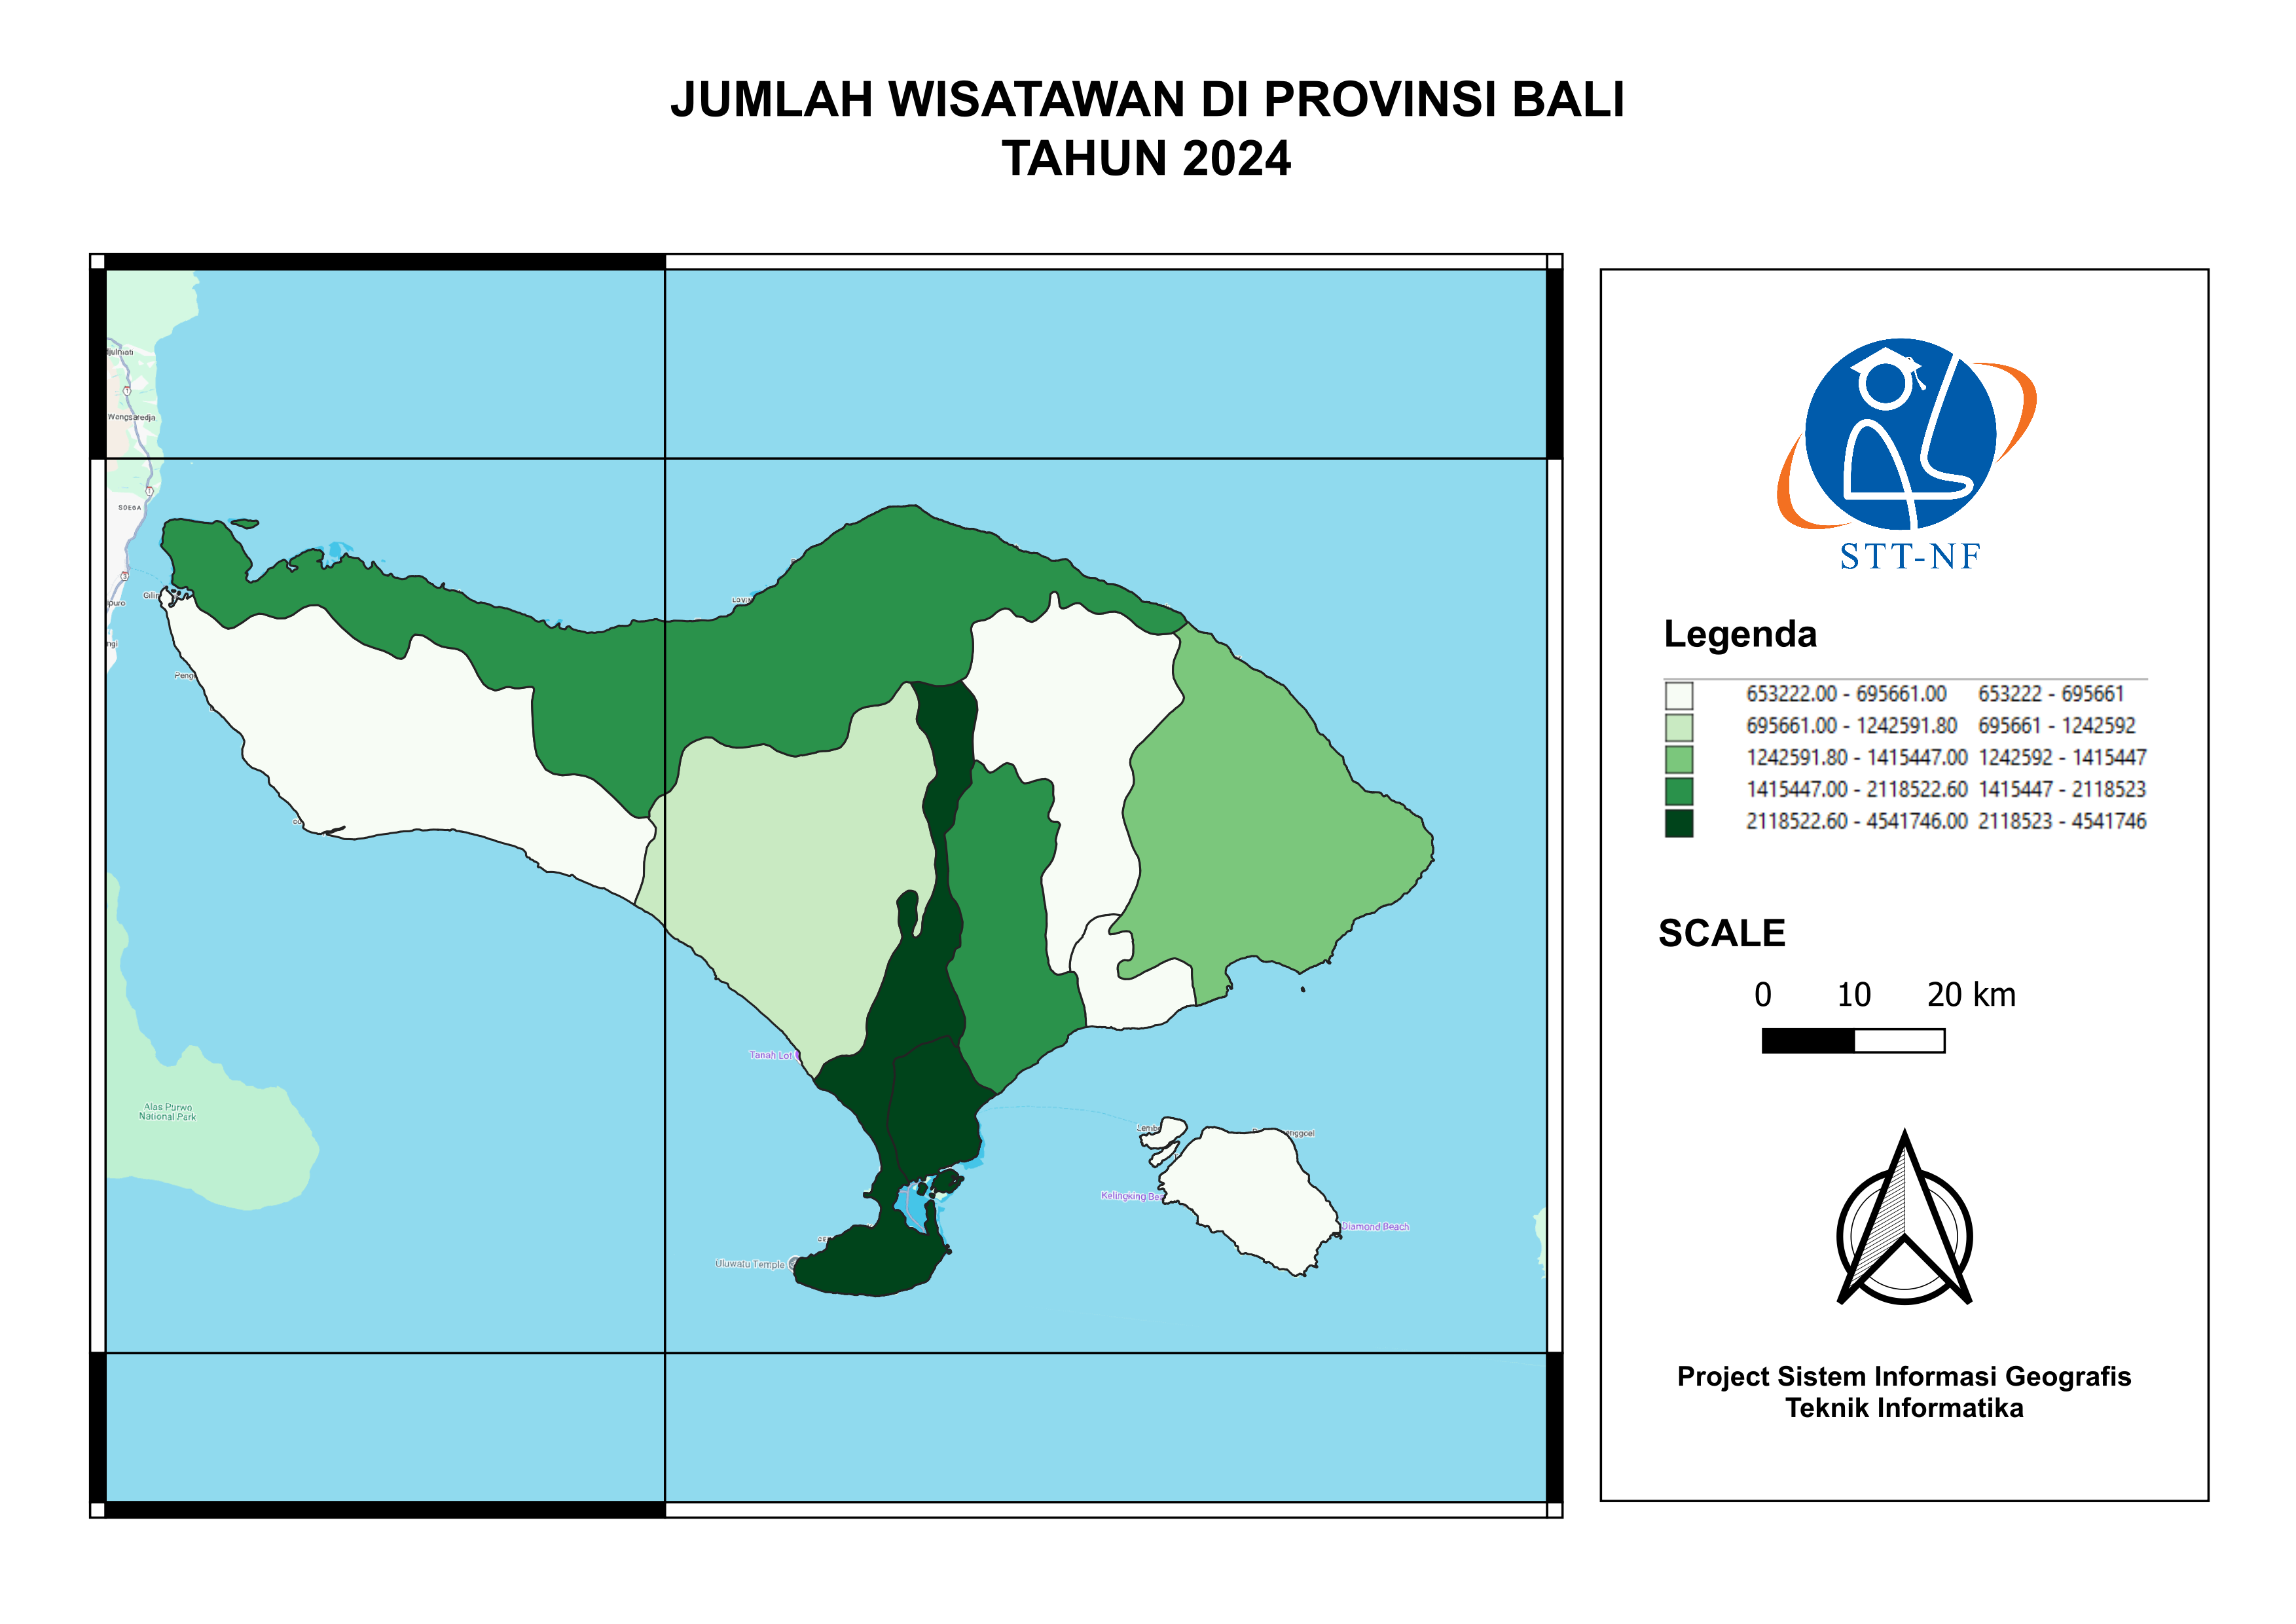 JUMLAH WISATAWAN DI PROVINSI BALI
TAHUN 2024
Wangsaredja
SOEGA
Tanah Lot
Alas Purwo
National Park
Uluwatu Temple
Kelingking Bea
Diamond Beach
STT-NF
Legenda
653222.00 - 695661.00 653222 - 695661
695661.00 - 1242591.80 695661 - 1242592
1242591.80 - 1415447.00 1242592 - 1415447
1415447.00 - 2118522.60 1415447 - 2118523
2118522.60 - 4541746.00 2118523 - 4541746
SCALE
0 10 20 km
Project Sistem Informasi Geografis
Teknik Informatika